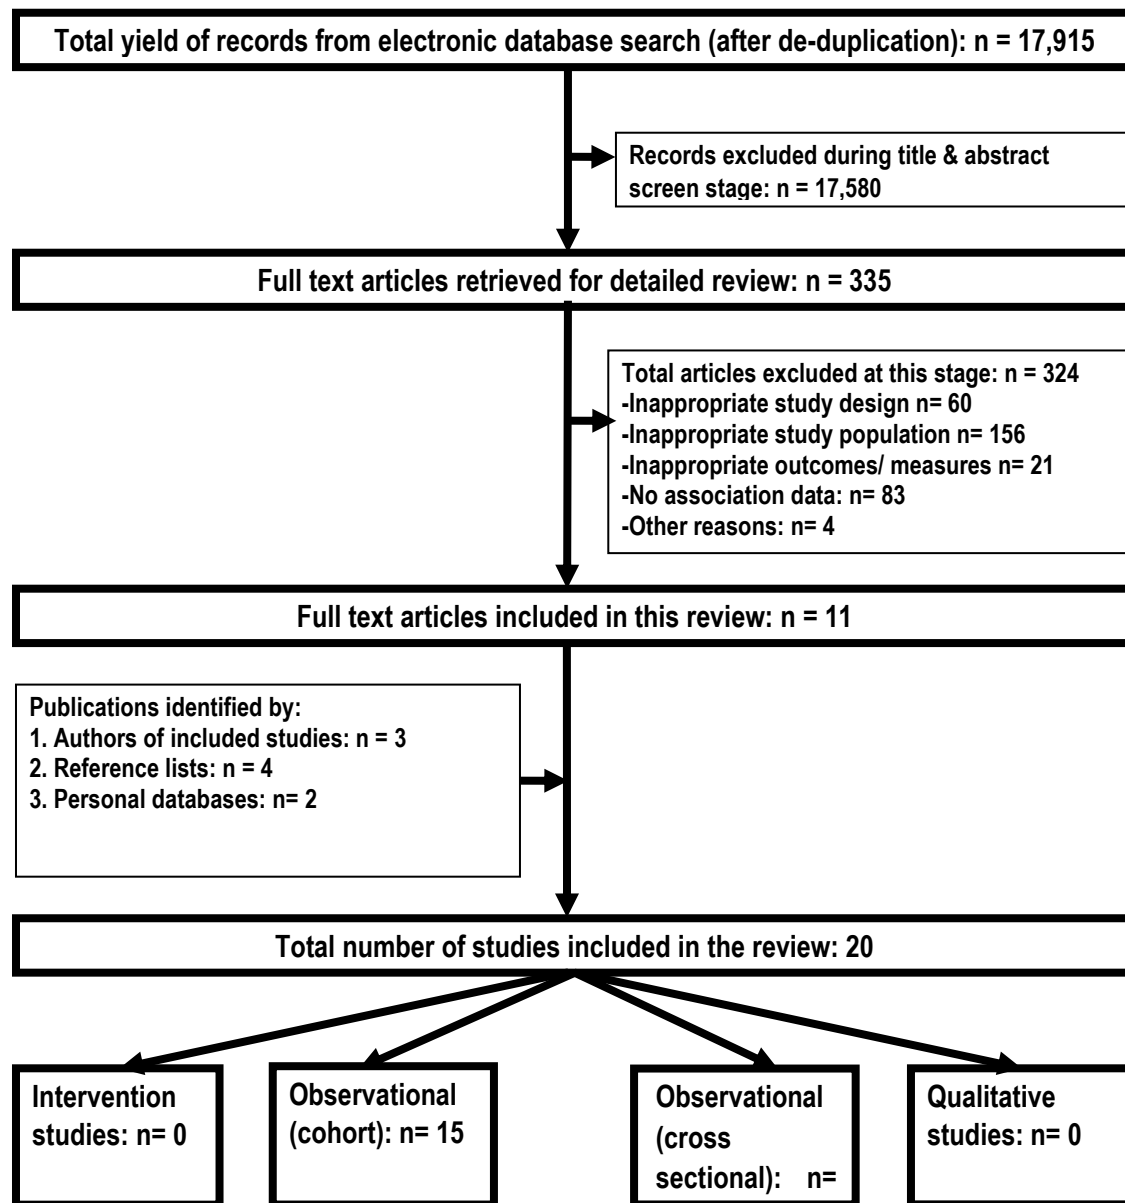 Total yield of records from electronic database search (after de-duplication): n = 17,915
Records excluded during title & abstract
screen stage: n = 17,580
Full text articles retrieved for detailed review: n = 335
Total articles excluded at this stage: n = 324
-Inappropriate study design n= 60
-Inappropriate study population n= 156
-Inappropriate outcomes/ measures n= 21
-No association data: n= 83
-Other reasons: n= 4
Full text articles included in this review: n = 11
Publications identified by:
1. Authors of included studies: n = 3
2. Reference lists: n = 4
3. Personal databases: n= 2
Total number of studies included in the review: 20
Intervention
studies: n= 0
Observational
(cohort): n= 15
Observational
(cross
sectional): n=
Qualitative
studies: n= 0